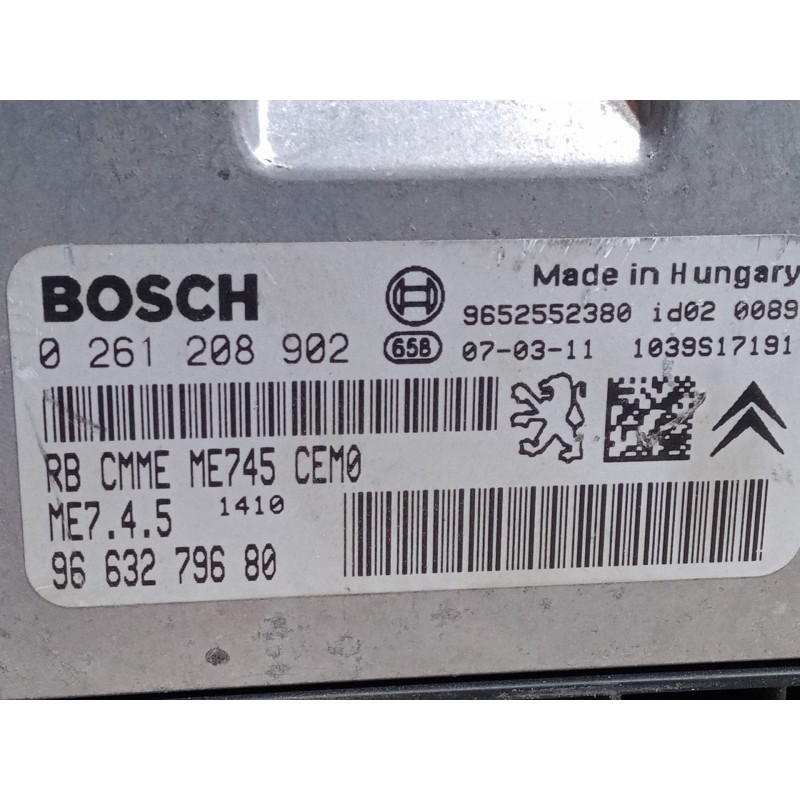 BOSCH
Made in Hungary
9652552380 id02 0089
0 261 208 902
658
07-03-11 1039S17191
RB CMME ME745 CEM0
ME7.4.5 1410
96 632 796 80